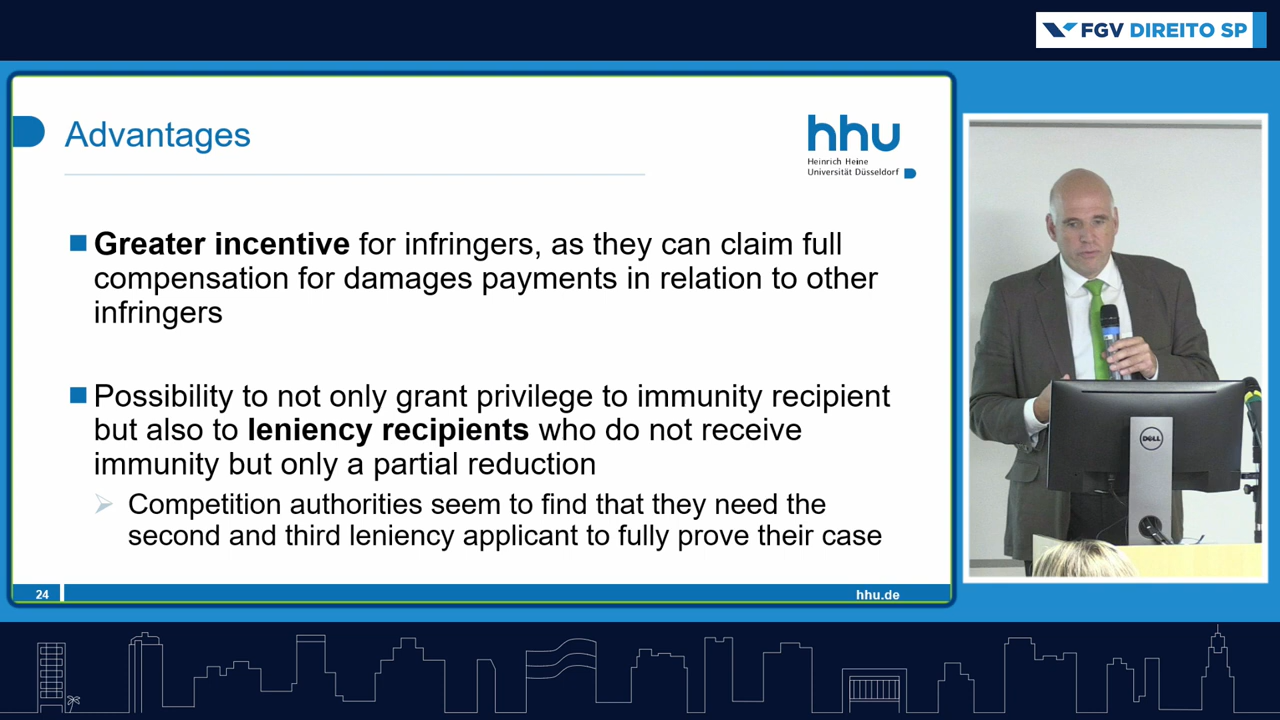 FGV DIREITO SP
Advantages
hhu
Heinrich Heine
Universität Düsseldorf
Greater incentive for infringers, as they can claim full
compensation for damages payments in relation to other
infringers
Possibility to not only grant privilege to immunity recipient
but also to leniency recipients who do not receive
immunity but only a partial reduction
Competition authorities seem to find that they need the
second and third leniency applicant to fully prove their case
24
hhu.de
DELL